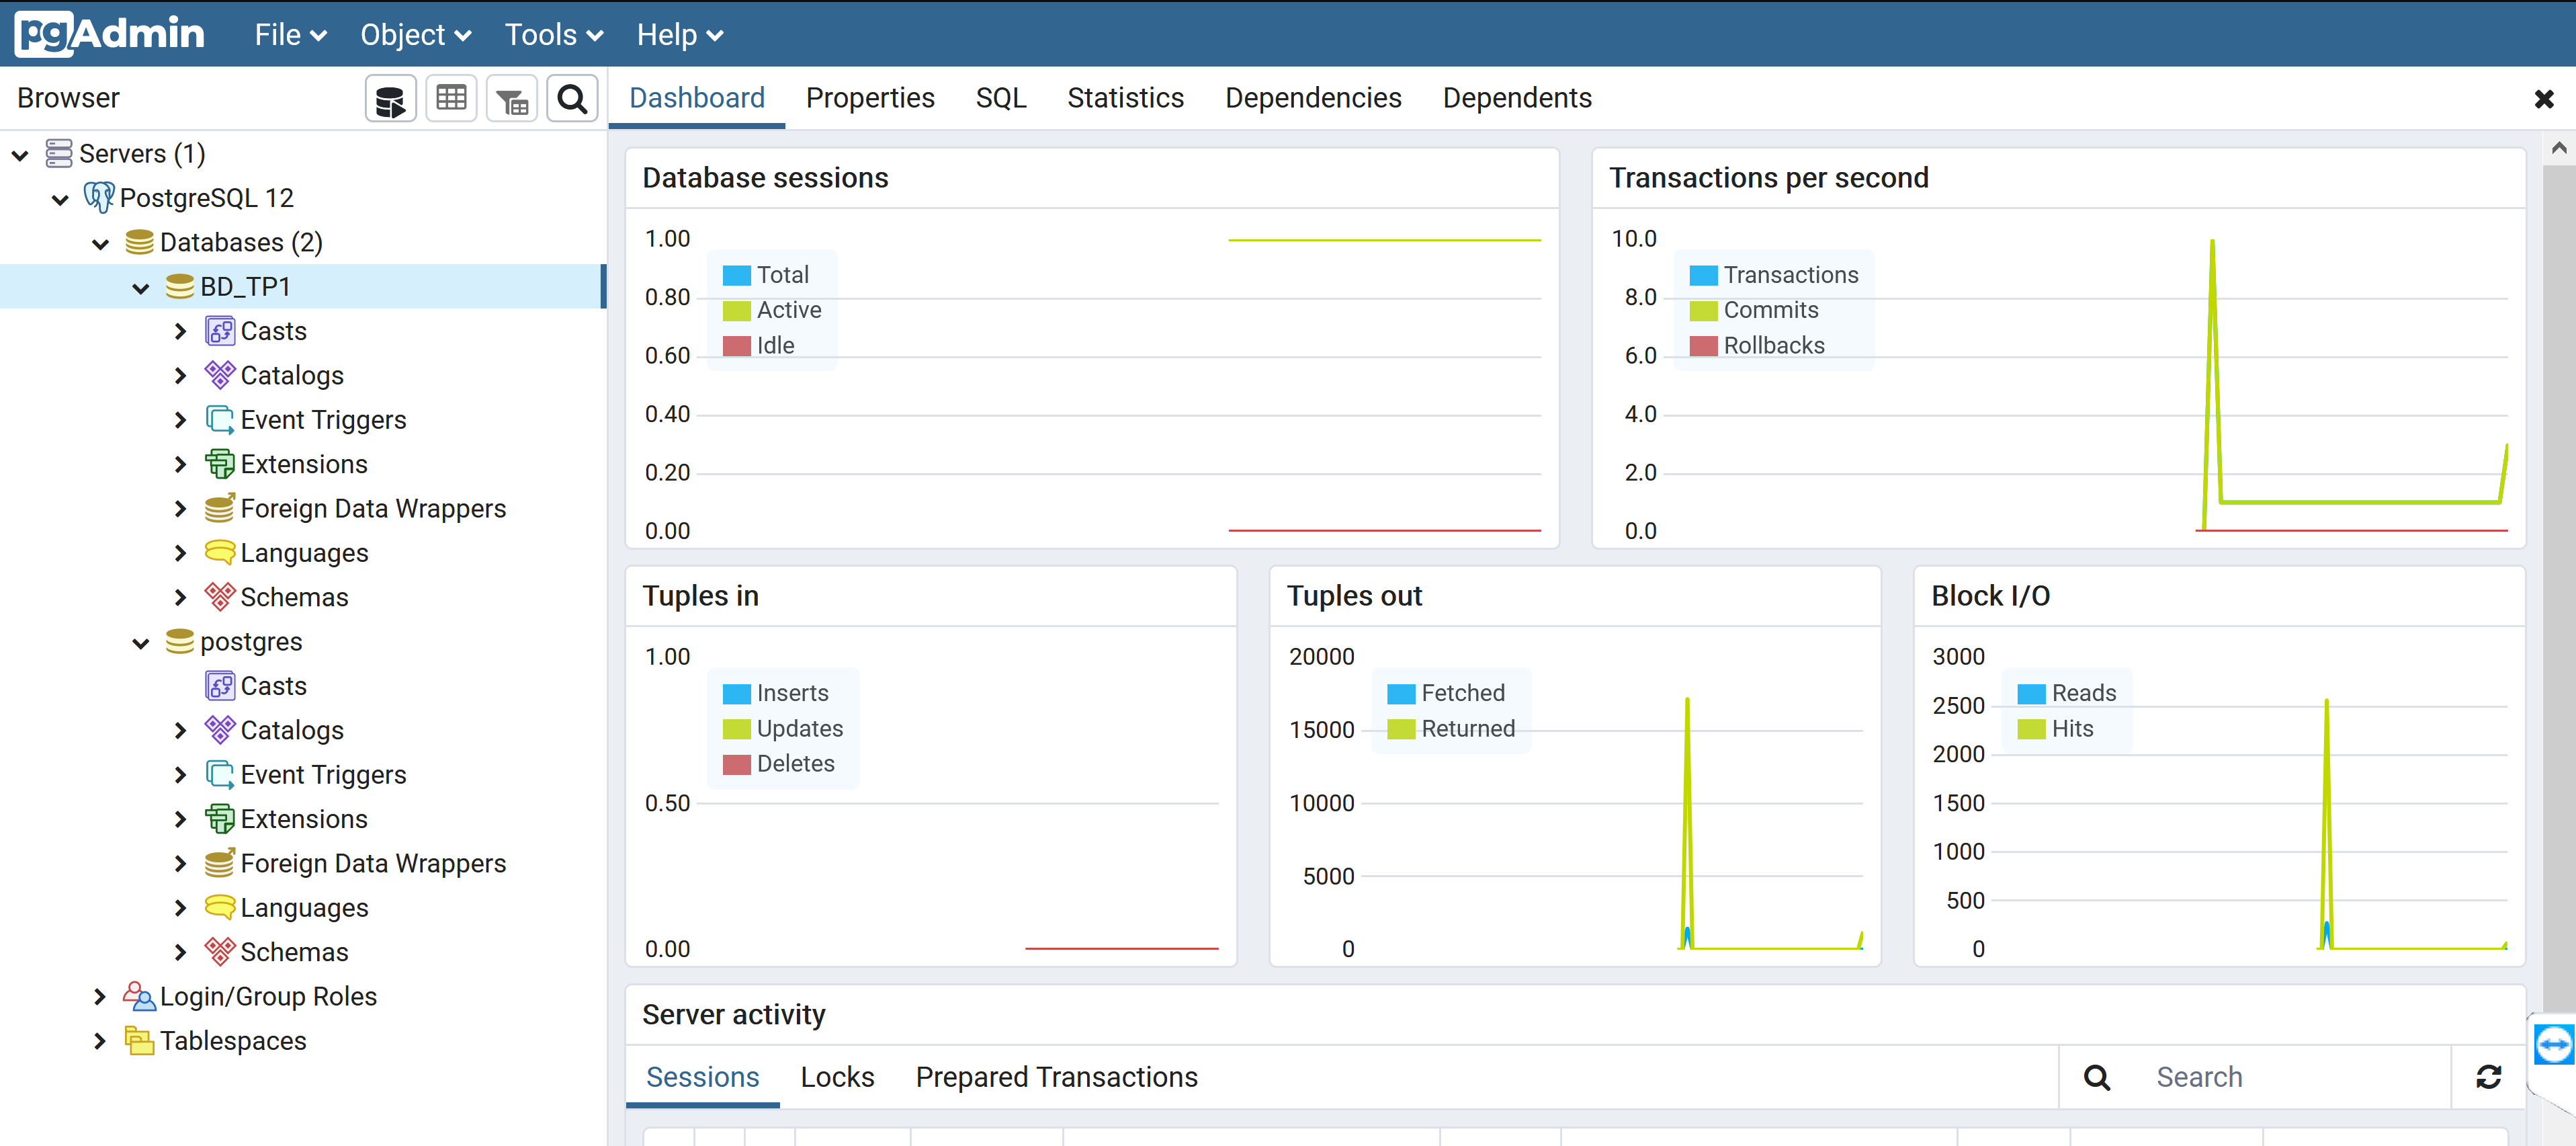 pgAdmin File Object Tools Help
Browser
Dashboard Properties SQL Statistics Dependencies Dependents
Servers (1)
PostgreSQL 12
Databases (2)
BD_TP1
Casts
Catalogs
Event Triggers
Extensions
Foreign Data Wrappers
Languages
Schemas
postgres
Casts
Catalogs
Event Triggers
Extensions
Foreign Data Wrappers
Languages
Schemas
Login/Group Roles
Tablespaces
Database sessions
1.00
0.80
0.60
0.40
0.20
0.00
Total
Active
Idle
Transactions per second
10.0
8.0
6.0
4.0
2.0
0.0
Transactions
Commits
Rollbacks
Tuples in
1.00
0.50
0.00
Inserts
Updates
Deletes
Tuples out
20000
15000
10000
5000
0
Fetched
Returned
Block I/O
3000
2500
2000
1500
1000
500
0
Reads
Hits
Server activity
Sessions Locks Prepared Transactions
Search